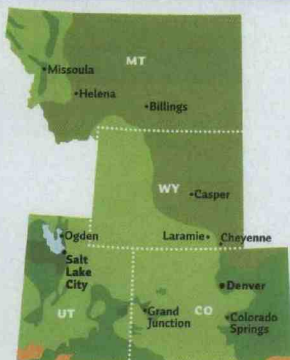 MT
Missoula
Helena
Billings
WY
Casper
Laramie
Cheyenne
Ogden
Salt
Lake
City
UT
Denver
CO
Grand
Junction
Colorado
Springs